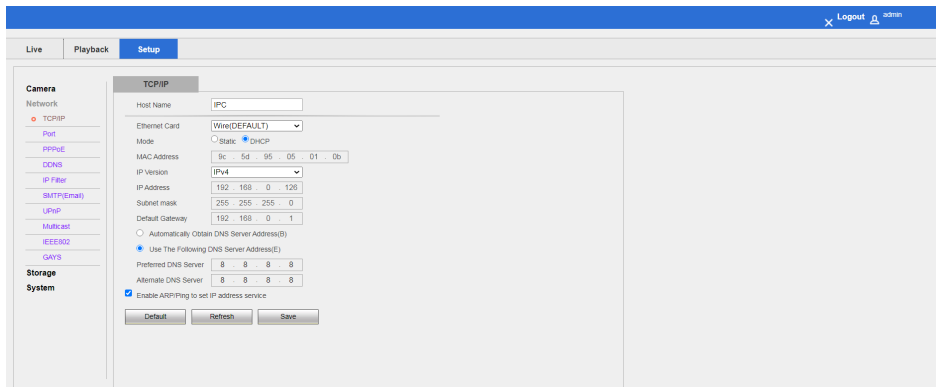 Logout admin
Live Playback Setup
Camera
Network
TCP/IP
Port
PPPoE
DDNS
IP Filter
SMTP(Email)
UPnP
Multicast
IEEE802
GAYS
Storage
System
TCP/IP
Host Name IPC
Ethernet Card Wire(DEFAULT)
Mode Static DHCP
MAC Address 9c . 5d . 95 . 05 . 01 . 0b
IP Version IPv4
IP Address 192 . 168 . 0 . 126
Subnet mask 255 . 255 . 255 . 0
Default Gateway 192 . 168 . 0 . 1
Automatically Obtain DNS Server Address(B)
Use The Following DNS Server Address(E)
Preferred DNS Server 8 . 8 . 8 . 8
Alternate DNS Server 8 . 8 . 8 . 8
Enable ARP/Ping to set IP address service
Default Refresh Save